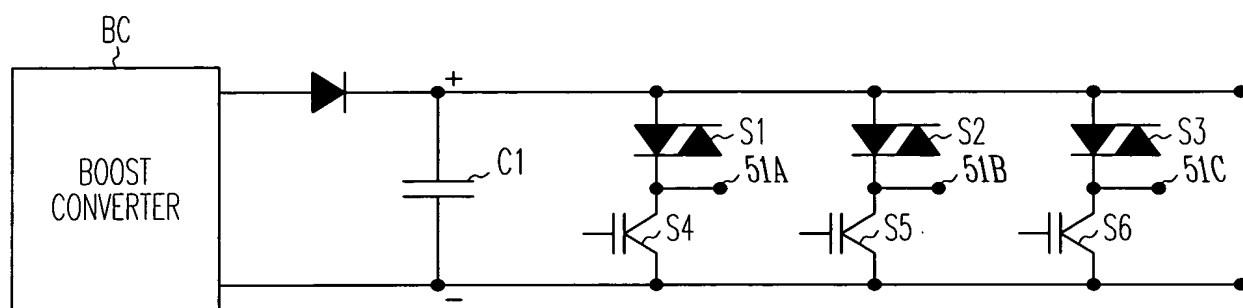 BC
BOOST
CONVERTER
+
C1
−
S1
51A
S4
S2
51B
S5
S3
51C
S6